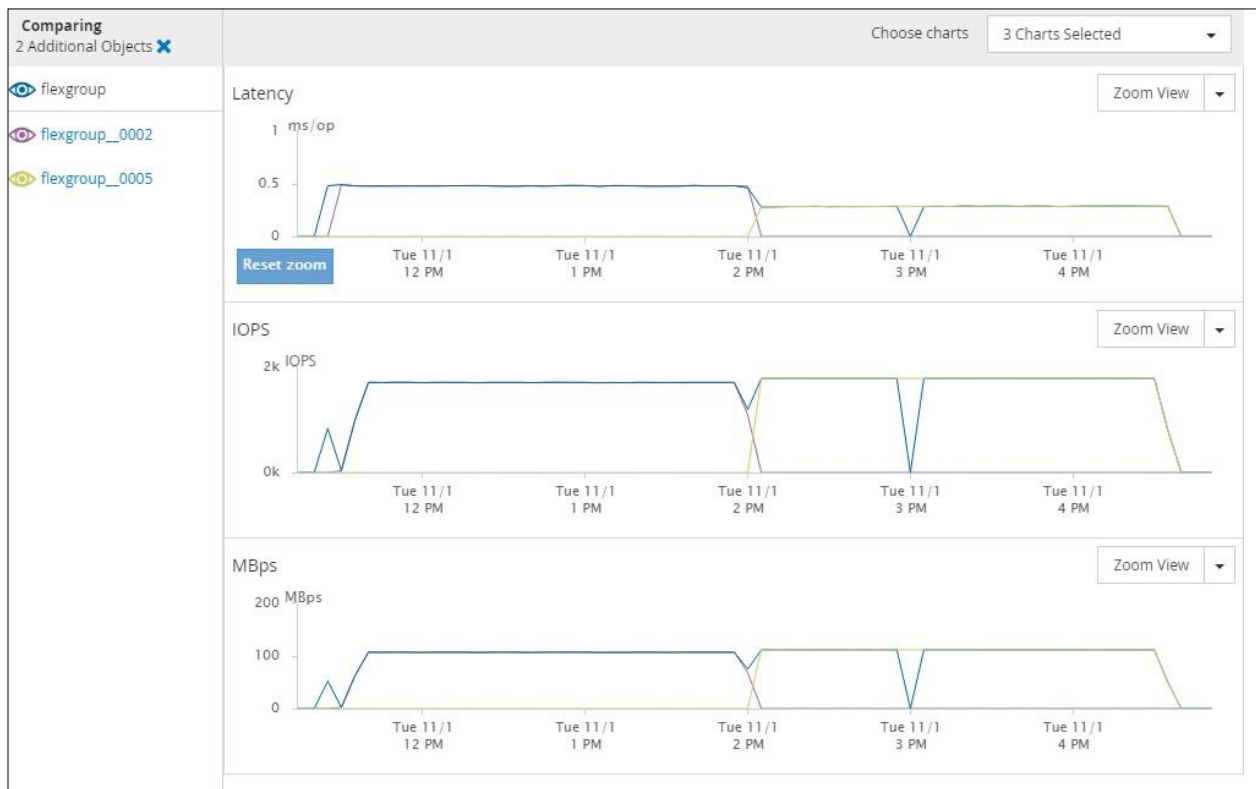 Comparing
2 Additional Objects
Choose charts
3 Charts Selected
flexgroup
flexgroup__0002
flexgroup__0005
Latency
Zoom View
1 ms/op
0.5
0
Reset zoom
Tue 11/1 Tue 11/1 Tue 11/1 Tue 11/1 Tue 11/1
12 PM 1 PM 2 PM 3 PM 4 PM
IOPS
Zoom View
2k IOPS
0k
Tue 11/1 Tue 11/1 Tue 11/1 Tue 11/1 Tue 11/1
12 PM 1 PM 2 PM 3 PM 4 PM
MBps
Zoom View
200 MBps
100
0
Tue 11/1 Tue 11/1 Tue 11/1 Tue 11/1 Tue 11/1
12 PM 1 PM 2 PM 3 PM 4 PM